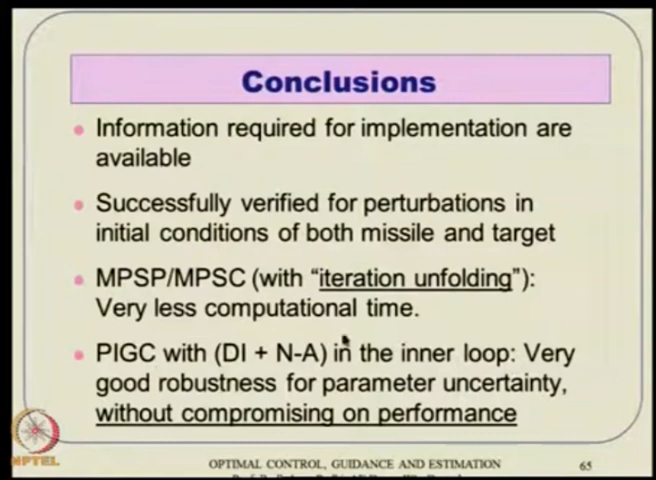 Conclusions
Information required for implementation are
available
Successfully verified for perturbations in
initial conditions of both missile and target
MPSP/MPSC (with “iteration unfolding”):
Very less computational time.
PIGC with (DI + N-A) in the inner loop: Very
good robustness for parameter uncertainty,
without compromising on performance
NPTEL
OPTIMAL CONTROL, GUIDANCE AND ESTIMATION
65